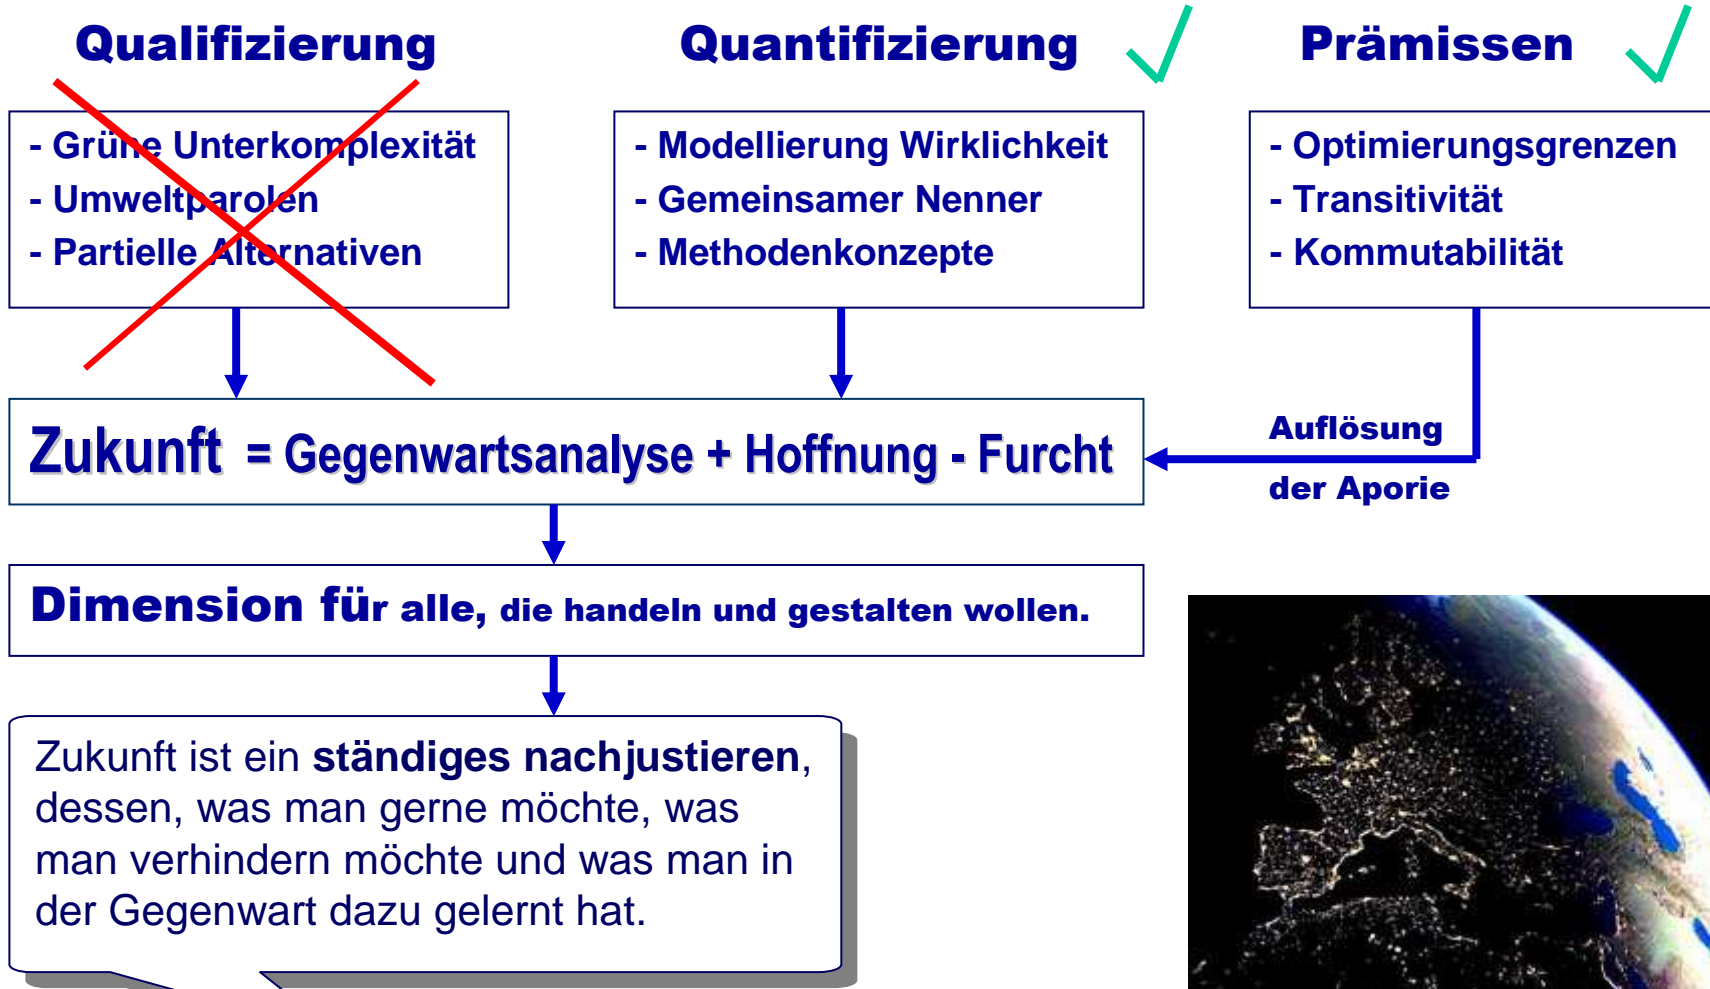 Qualifizierung
- Grüne Unterkomplexität
- Umweltparolen
- Partielle Alternativen
Quantifizierung
- Modellierung Wirklichkeit
- Gemeinsamer Nenner
- Methodenkonzepte
Prämissen
- Optimierungsgrenzen
- Transitivität
- Kommutabilität
Zukunft = Gegenwartsanalyse + Hoffnung - Furcht
Auflösung
der Aporie
Dimension für alle, die handeln und gestalten wollen.
Zukunft ist ein ständiges nachjustieren,
dessen, was man gerne möchte, was
man verhindern möchte und was man in
der Gegenwart dazu gelernt hat.